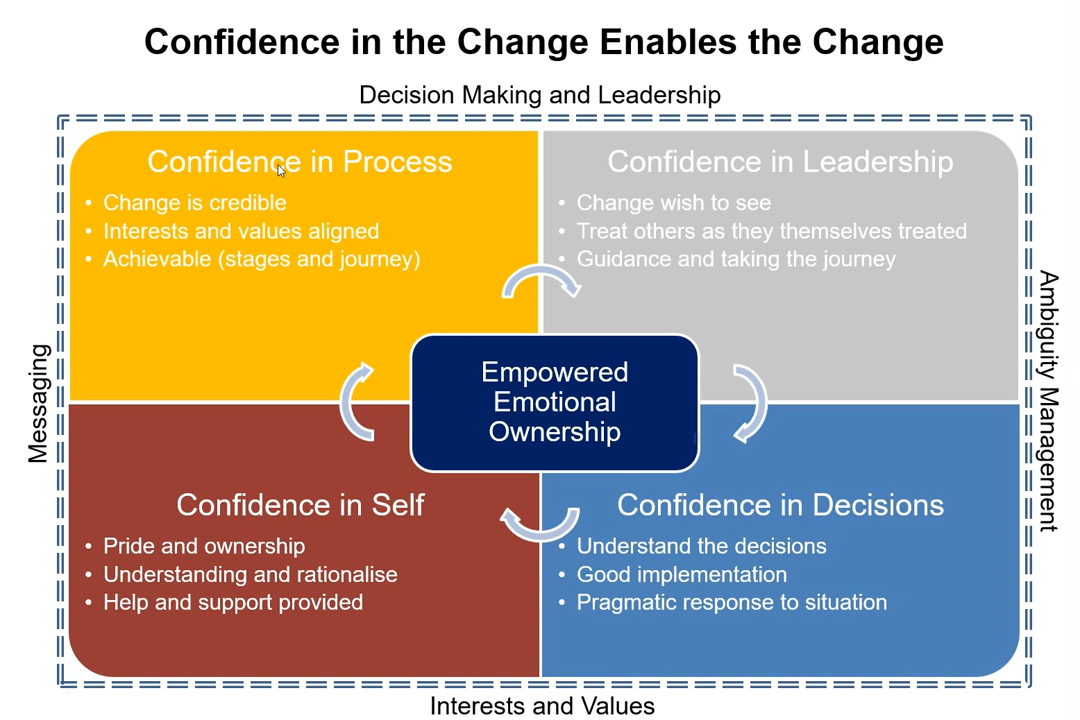 Confidence in the Change Enables the Change
Decision Making and Leadership
Confidence in Process
• Change is credible
• Interests and values aligned
• Achievable (stages and journey)
Confidence in Leadership
• Change wish to see
• Treat others as they themselves treated
• Guidance and taking the journey
Messaging
Empowered
Emotional
Ownership
Ambiguity Management
Confidence in Self
• Pride and ownership
• Understanding and rationalise
• Help and support provided
Confidence in Decisions
• Understand the decisions
• Good implementation
• Pragmatic response to situation
Interests and Values